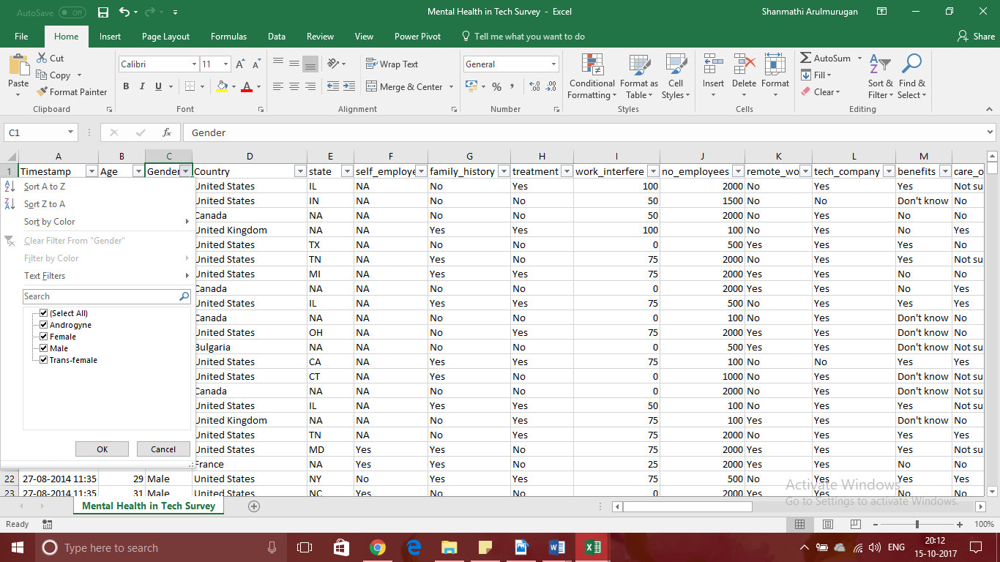 AutoSave Off Mental Health in Tech Survey - Excel Shanmathi Arulmurugan
File Home Insert Page Layout Formulas Data Review View Power Pivot Tell me what you want to do Share
Paste Cut Copy Format Painter Clipboard
Calibri 11 B I U A Font
Wrap Text Merge & Center Alignment
General % Number
Conditional Formatting Format as Table Cell Styles Styles
Insert Delete Format Cells
AutoSum Fill Clear Sort & Filter Find & Select Editing
C1 fx Gender
A B C D E F G H I J K L M
1 Timestamp Age Gender Country state self_employe family_history treatment work_interfere no_employees remote_wo tech_company benefits care_o
Sort A to Z
Sort Z to A
Sort by Color
Clear Filter From "Gender"
Filter by Color
Text Filters
Search
(Select All)
Androgyne
Female
Male
Trans-female
OK Cancel
United States IL NA No Yes 100 2000 No Yes Yes Not su
United States IN NA No No 50 1500 No No Don't know No
Canada NA NA No No 50 2000 No Yes No No
United Kingdom NA NA Yes Yes 100 100 No Yes No Yes
United States TX NA No No 0 500 Yes Yes Yes No
United States TN NA Yes No 75 2000 No Yes Yes Not su
United States MI NA Yes Yes 75 2000 Yes Yes No No
Canada NA NA No No 0 2000 Yes Yes No Yes
United States IL NA Yes Yes 75 500 No Yes Yes Yes
Canada NA NA No No 0 100 No Yes Don't know No
United States OH NA No Yes 75 2000 Yes Yes Don't know No
Bulgaria NA NA No No 0 500 Yes Yes Don't know Not su
United States CA NA Yes Yes 75 100 No No Yes Yes
United States CT NA No No 0 1000 No Yes Don't know Not su
Canada NA NA No No 0 2000 No Yes Don't know Not su
United States IL NA Yes Yes 50 100 No Yes Yes Not su
United Kingdom NA NA No Yes 75 100 Yes Yes Don't know No
United States TN NA No Yes 75 2000 No Yes Yes Yes
United States MD Yes Yes No 75 2000 Yes Yes Yes Not su
France NA Yes Yes No 25 2000 Yes Yes No No
22 27-08-2014 11:35 29 Male United States NY No Yes Yes 75 500 No Yes Yes Yes
23 27-08-2014 11:35 31 Male United States NC Yes No No 0 2000 Yes Yes No No
Activate Windows
Go to Settings to activate Windows.
Mental Health in Tech Survey
Ready 100%
Type here to search ENG 20:12
15-10-2017